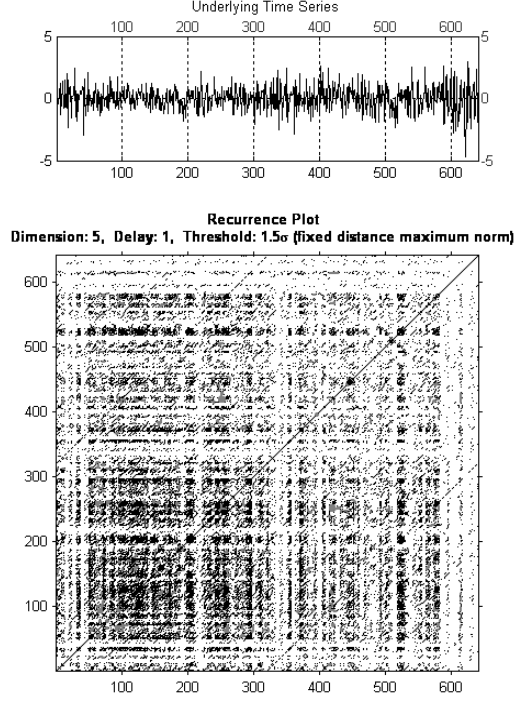 Underlying Time Series
100 200 300 400 500 600
5 5
0 0
-5 -5
100 200 300 400 500 600
Recurrence Plot
Dimension: 5, Delay: 1, Threshold: 1.5σ (fixed distance maximum norm)
600
500
400
300
200
100
100 200 300 400 500 600